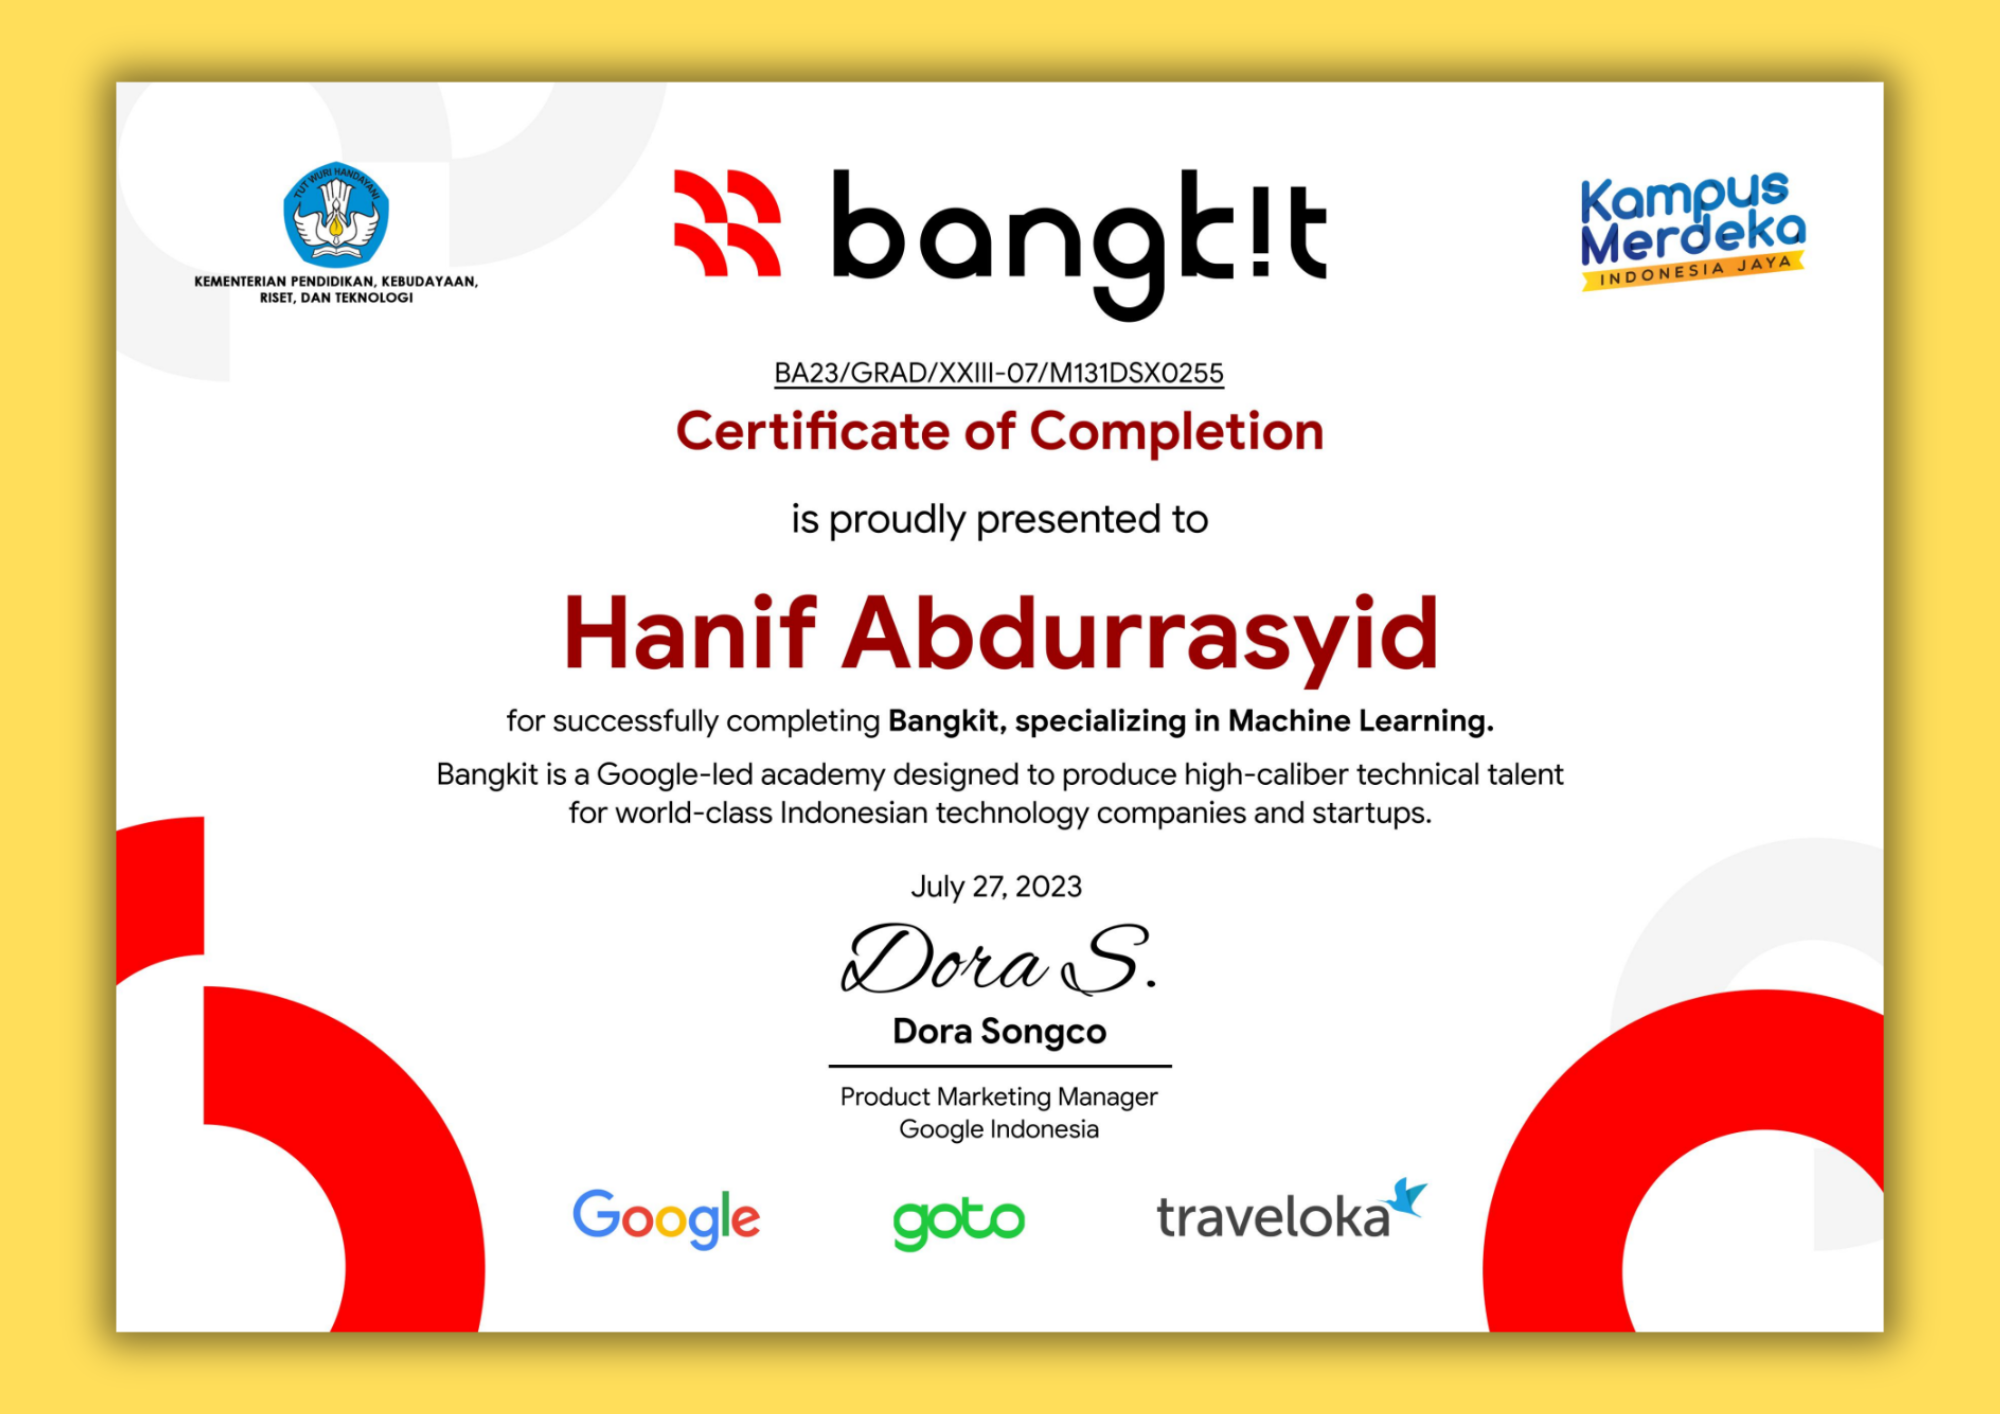 TUT WURI HANDAYANI
KEMENTERIAN PENDIDIKAN, KEBUDAYAAN,
RISET, DAN TEKNOLOGI
bangk!t
Kampus
Merdeka
INDONESIA JAYA
BA23/GRAD/XXIII-07/M131DSX0255
Certificate of Completion
is proudly presented to
Hanif Abdurrasyid
for successfully completing Bangkit, specializing in Machine Learning.
Bangkit is a Google-led academy designed to produce high-caliber technical talent
for world-class Indonesian technology companies and startups.
July 27, 2023
Dora S.
Dora Songco
Product Marketing Manager
Google Indonesia
Google
goto
traveloka